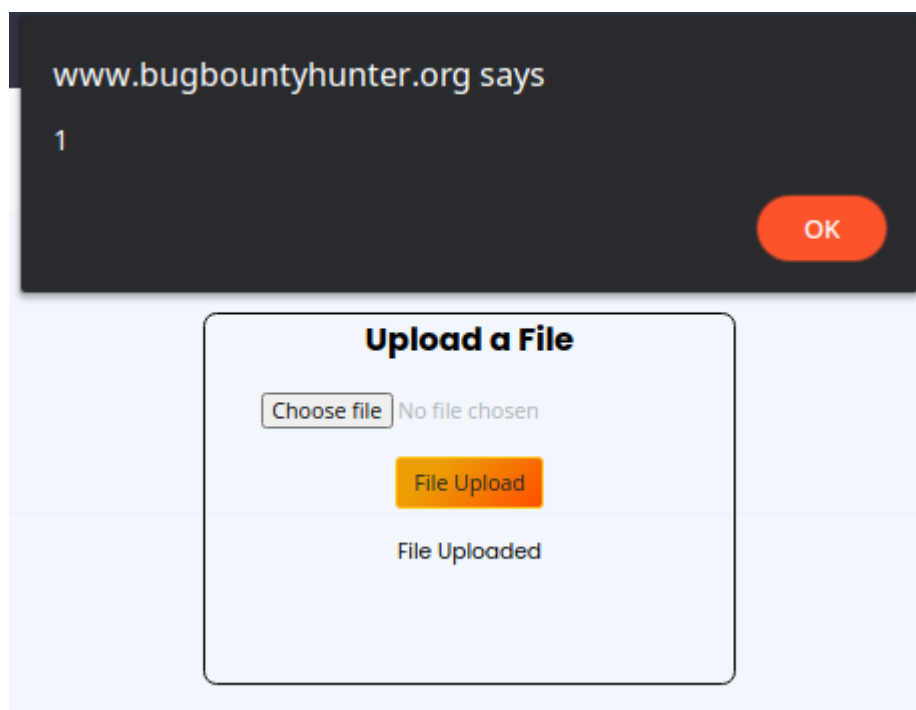 www.bugbountyhunter.org says
1
OK
Upload a File
Choose file No file chosen
File Upload
File Uploaded